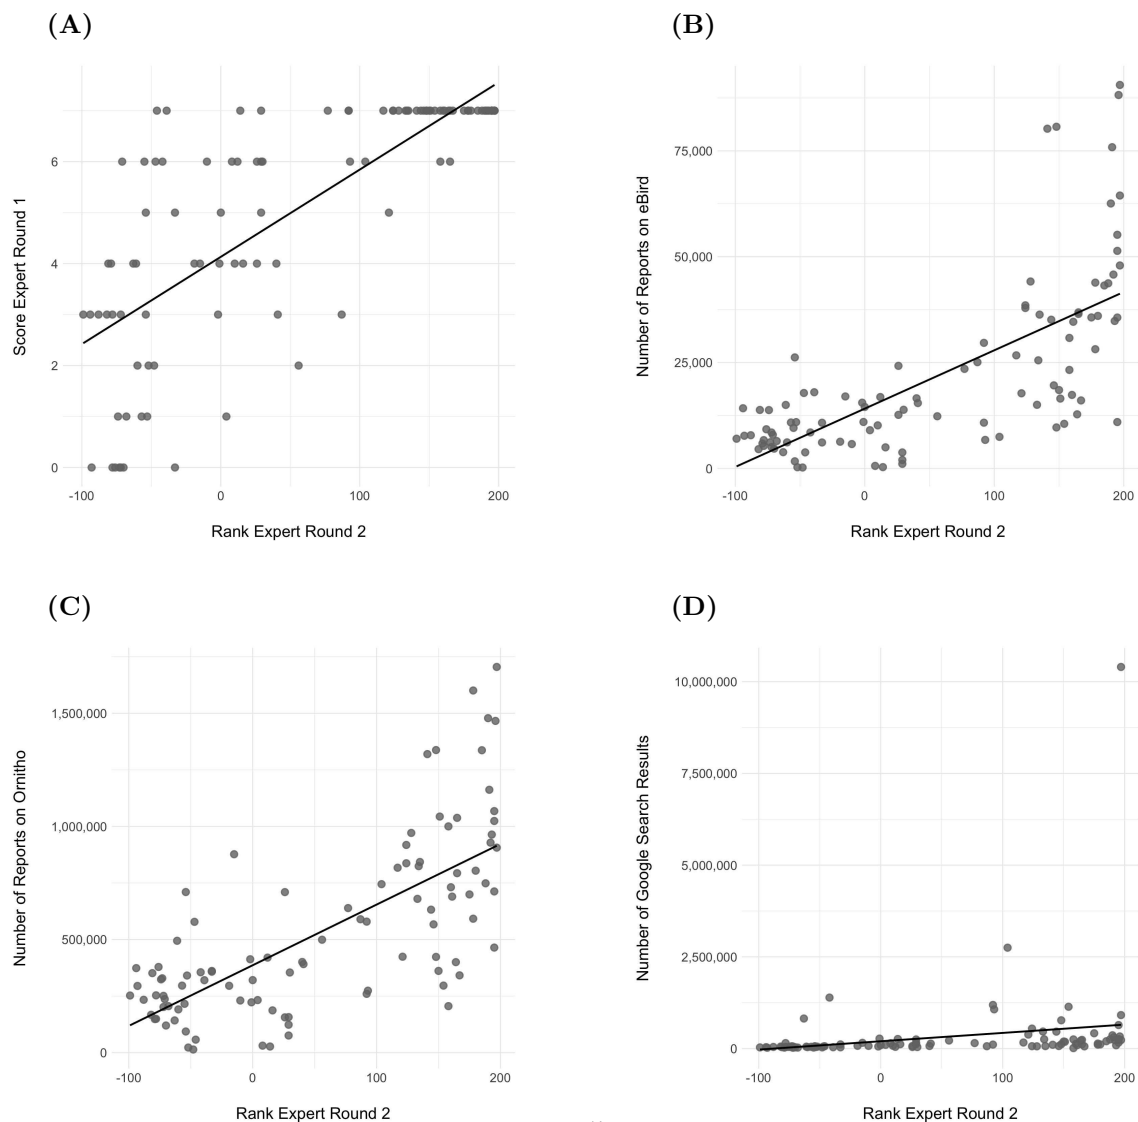 (A)
Score Expert Round 1
6
4
2
0
-100 0 100 200
Rank Expert Round 2
(B)
Number of Reports on eBird
75,000
50,000
25,000
0
-100 0 100 200
Rank Expert Round 2
(C)
Number of Reports on Ornitho
1,500,000
1,000,000
500,000
0
-100 0 100 200
Rank Expert Round 2
(D)
Number of Google Search Results
10,000,000
7,500,000
5,000,000
2,500,000
0
-100 0 100 200
Rank Expert Round 2